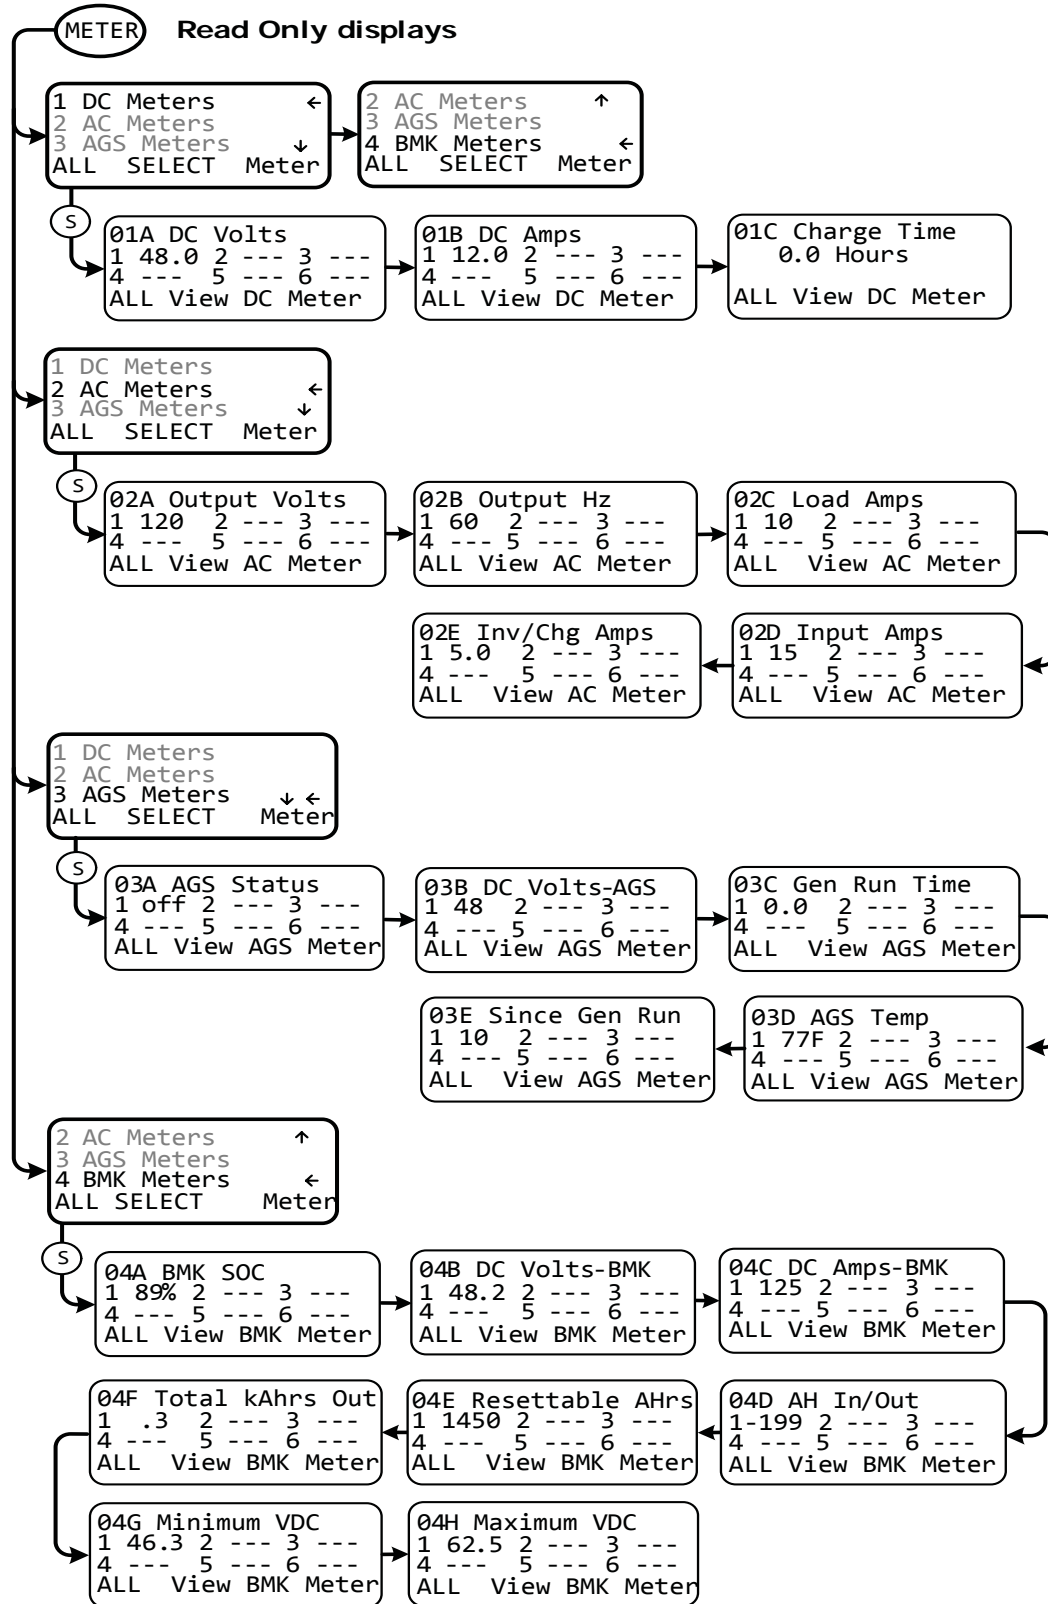 METER Read Only displays
1 DC Meters ←
2 AC Meters
3 AGS Meters ↓
ALL SELECT Meter
2 AC Meters ↑
3 AGS Meters
4 BMK Meters ←
ALL SELECT Meter
S
01A DC Volts
1 48.0 2 --- 3 ---
4 --- 5 --- 6 ---
ALL View DC Meter
01B DC Amps
1 12.0 2 --- 3 ---
4 --- 5 --- 6 ---
ALL View DC Meter
01C Charge Time
0.0 Hours
ALL View DC Meter
1 DC Meters
2 AC Meters ←
3 AGS Meters ↓
ALL SELECT Meter
S
02A Output Volts
1 120 2 --- 3 ---
4 --- 5 --- 6 ---
ALL View AC Meter
02B Output Hz
1 60 2 --- 3 ---
4 --- 5 --- 6 ---
ALL View AC Meter
02C Load Amps
1 10 2 --- 3 ---
4 --- 5 --- 6 ---
ALL View AC Meter
02E Inv/Chg Amps
1 5.0 2 --- 3 ---
4 --- 5 --- 6 ---
ALL View AC Meter
02D Input Amps
1 15 2 --- 3 ---
4 --- 5 --- 6 ---
ALL View AC Meter
1 DC Meters
2 AC Meters
3 AGS Meters ↓ ←
ALL SELECT Meter
S
03A AGS Status
1 off 2 --- 3 ---
4 --- 5 --- 6 ---
ALL View AGS Meter
03B DC Volts-AGS
1 48 2 --- 3 ---
4 --- 5 --- 6 ---
ALL View AGS Meter
03C Gen Run Time
1 0.0 2 --- 3 ---
4 --- 5 --- 6 ---
ALL View AGS Meter
03E Since Gen Run
1 10 2 --- 3 ---
4 --- 5 --- 6 ---
ALL View AGS Meter
03D AGS Temp
1 77F 2 --- 3 ---
4 --- 5 --- 6 ---
ALL View AGS Meter
2 AC Meters ↑
3 AGS Meters
4 BMK Meters ←
ALL SELECT Meter
S
04A BMK SOC
1 89% 2 --- 3 ---
4 --- 5 --- 6 ---
ALL View BMK Meter
04B DC Volts-BMK
1 48.2 2 --- 3 ---
4 --- 5 --- 6 ---
ALL View BMK Meter
04C DC Amps-BMK
1 125 2 --- 3 ---
4 --- 5 --- 6 ---
ALL View BMK Meter
04F Total kAhrs Out
1 .3 2 --- 3 ---
4 --- 5 --- 6 ---
ALL View BMK Meter
04E Resettable AHrs
1 1450 2 --- 3 ---
4 --- 5 --- 6 ---
ALL View BMK Meter
04D AH In/Out
1-199 2 --- 3 ---
4 --- 5 --- 6 ---
ALL View BMK Meter
04G Minimum VDC
1 46.3 2 --- 3 ---
4 --- 5 --- 6 ---
ALL View BMK Meter
04H Maximum VDC
1 62.5 2 --- 3 ---
4 --- 5 --- 6 ---
ALL View BMK Meter